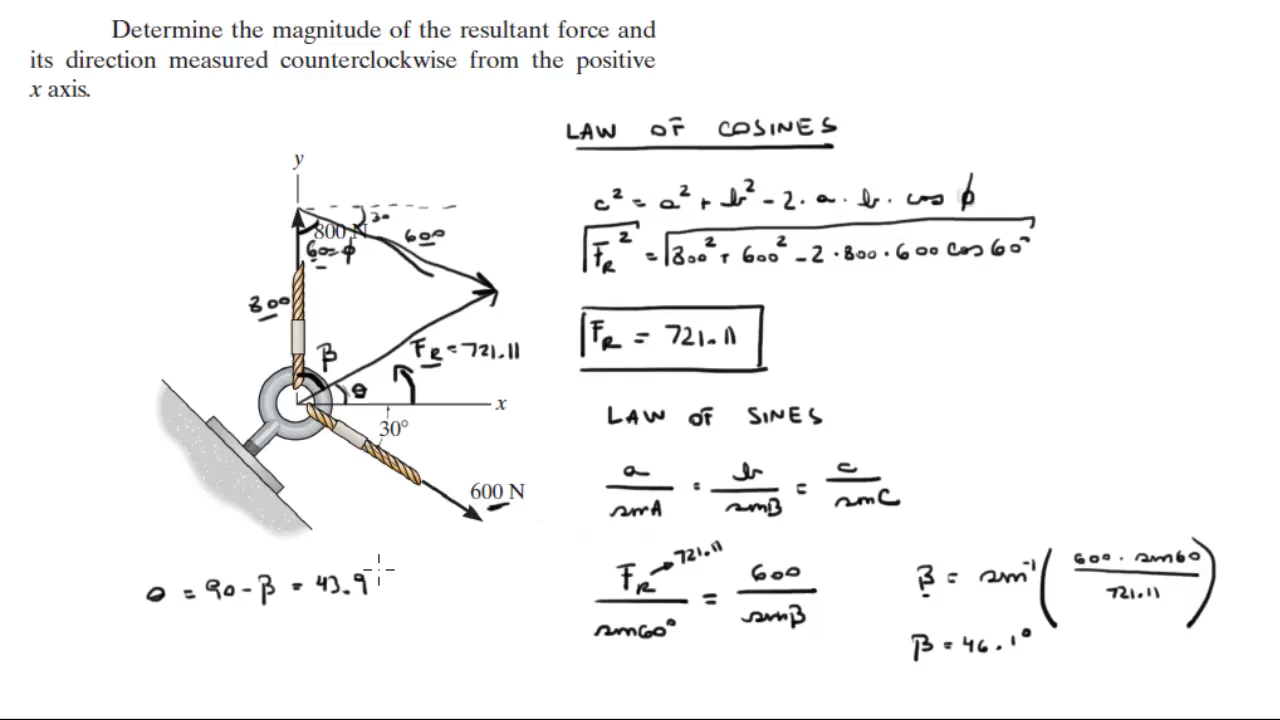 Determine the magnitude of the resultant force and
its direction measured counterclockwise from the positive
x axis.
LAW OF COSINES
c² = a² + b² - 2 · a · b · cos ϕ
√F_R² = √800² + 600² - 2 · 800 · 600 cos 60°
F_R = 721.11
LAW OF SINES
a/sin A = b/sin B = c/sin C
F_R → 721.11
F_R/sin 60° = 600/sin β
β = sin⁻¹ (600 · sin 60 / 721.11)
β = 46.1°
y
30
800 N
600
60 = ϕ
800
β
F_R = 721.11
θ
x
30°
600 N
θ = 90 - β = 43.9